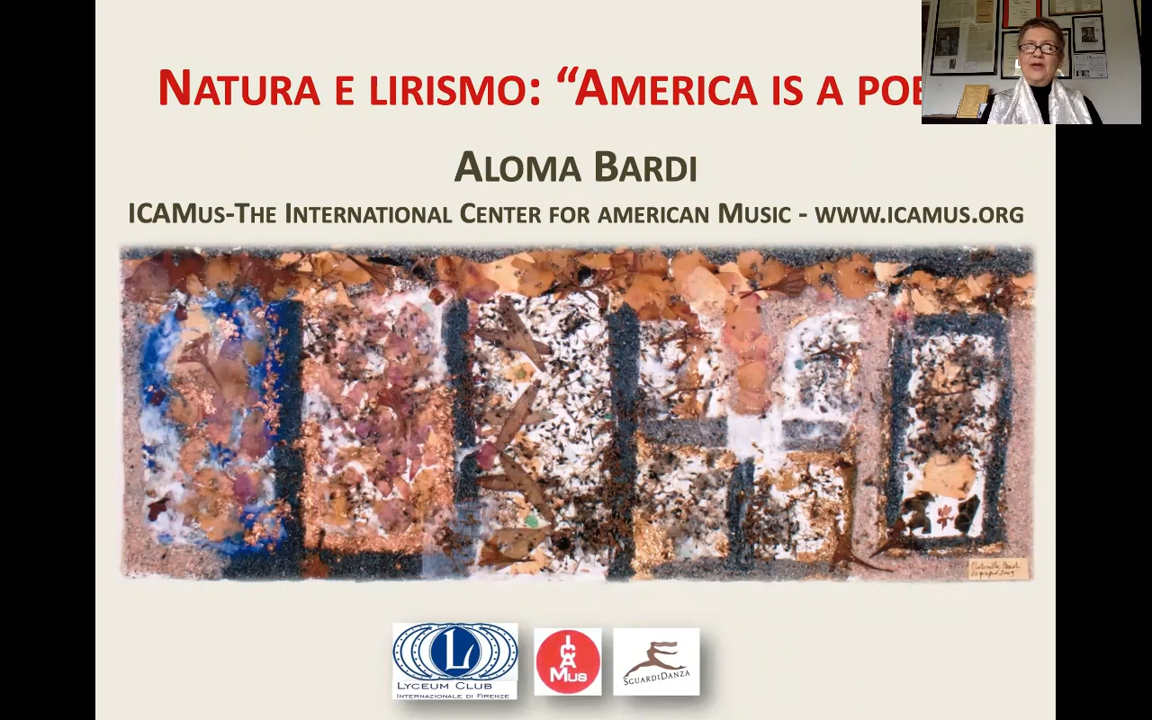 NATURA E LIRISMO: "AMERICA IS A POE
ALOMA BARDI
ICAMUS-THE INTERNATIONAL CENTER FOR AMERICAN MUSIC - WWW.ICAMUS.ORG
L
LYCEUM CLUB
INTERNAZIONALE DI FIRENZE
ICAMus
SGUARDIDANZA